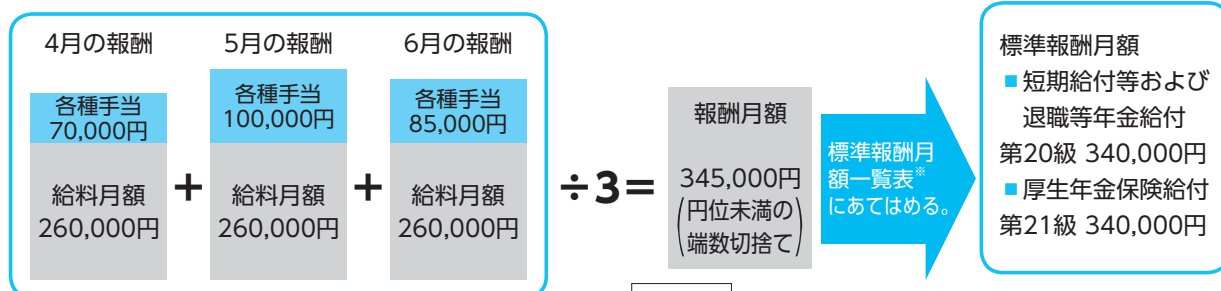 4月の報酬
各種手当
70,000円
給料月額
260,000円
+
5月の報酬
各種手当
100,000円
給料月額
260,000円
+
6月の報酬
各種手当
85,000円
給料月額
260,000円
÷3=
報酬月額
345,000円
(円位未満の
端数切捨て)
標準報酬月
額一覧表※
にあてはめる。
標準報酬月額
■短期給付等および
退職等年金給付
第20級 340,000円
■厚生年金保険給付
第21級 340,000円